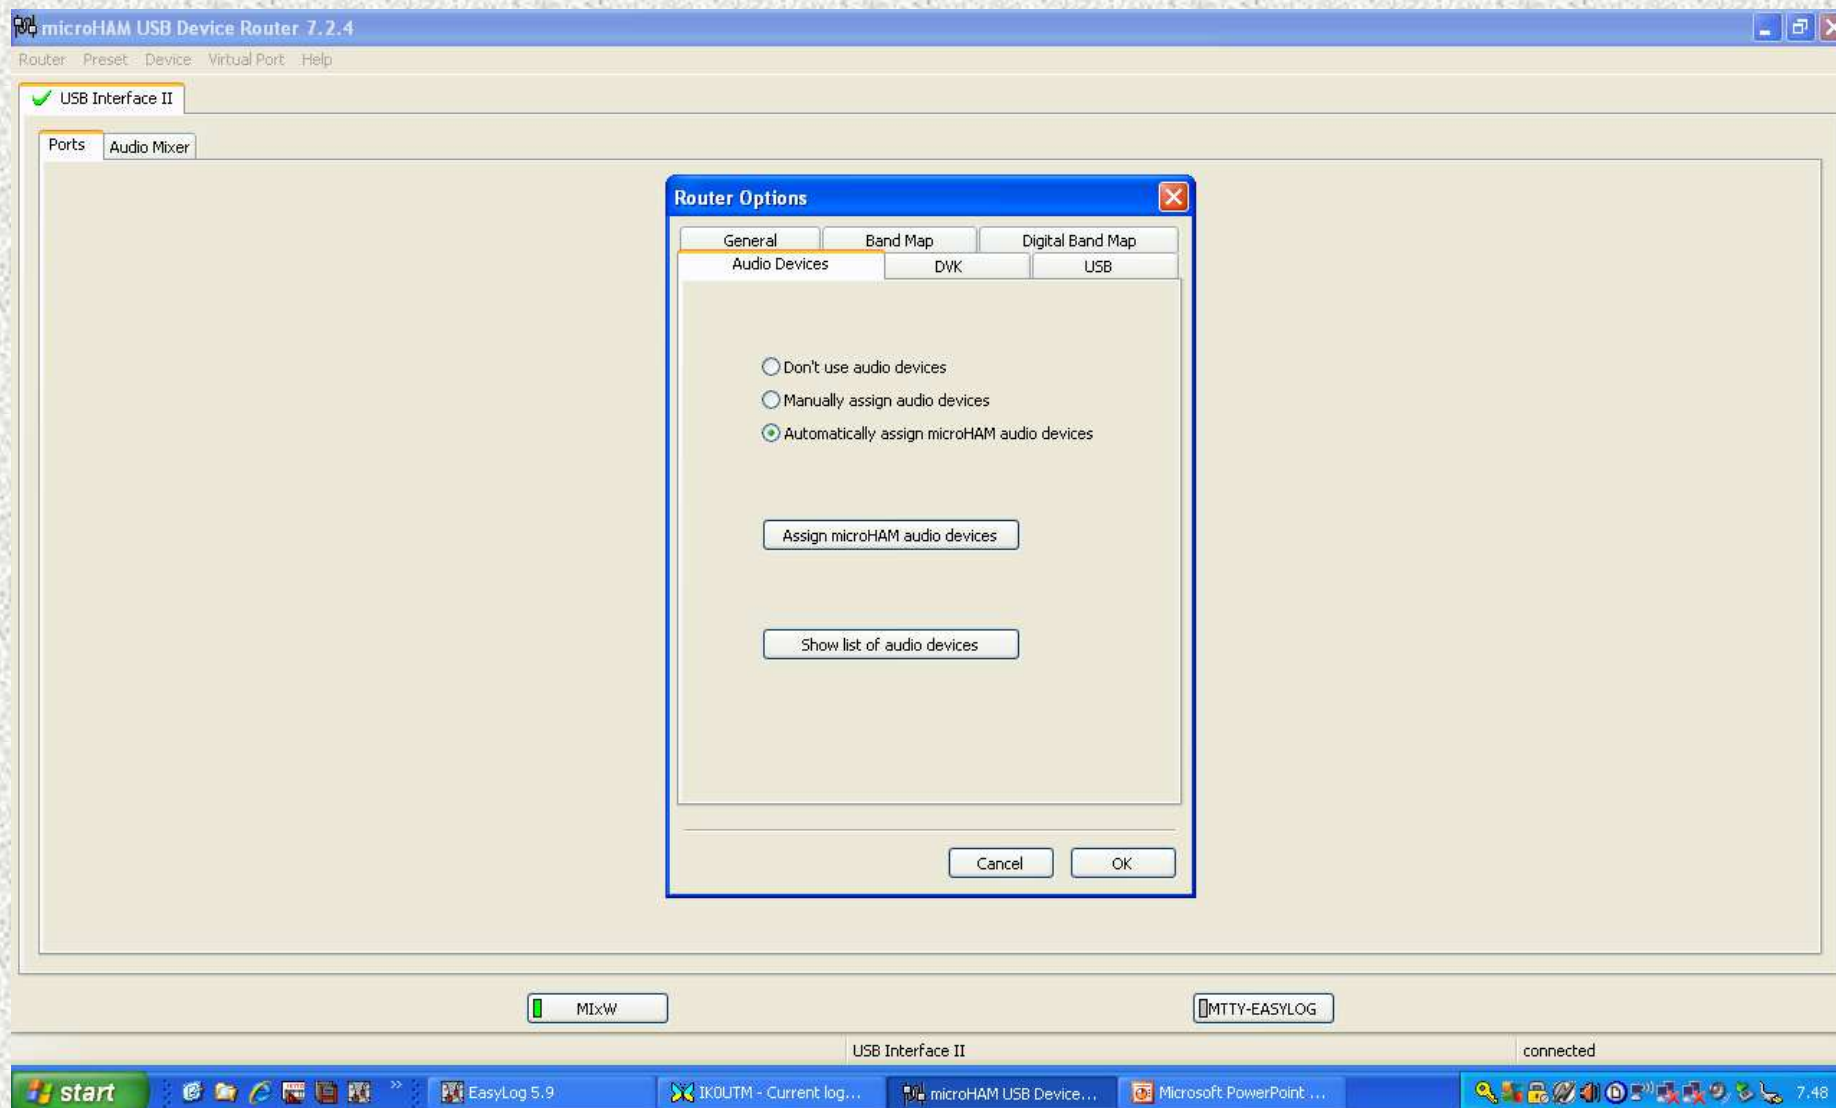 microHAM USB Device Router 7.2.4
Router Preset Device Virtual Port Help
USB Interface II
Ports Audio Mixer
Router Options
General Band Map Digital Band Map
Audio Devices DVK USB
Don't use audio devices
Manually assign audio devices
Automatically assign microHAM audio devices
Assign microHAM audio devices
Show list of audio devices
Cancel OK
MIxW MTTY-EASYLOG
USB Interface II connected
start » EasyLog 5.9 IK0UTM - Current log... microHAM USB Device... Microsoft PowerPoint ... 7.48